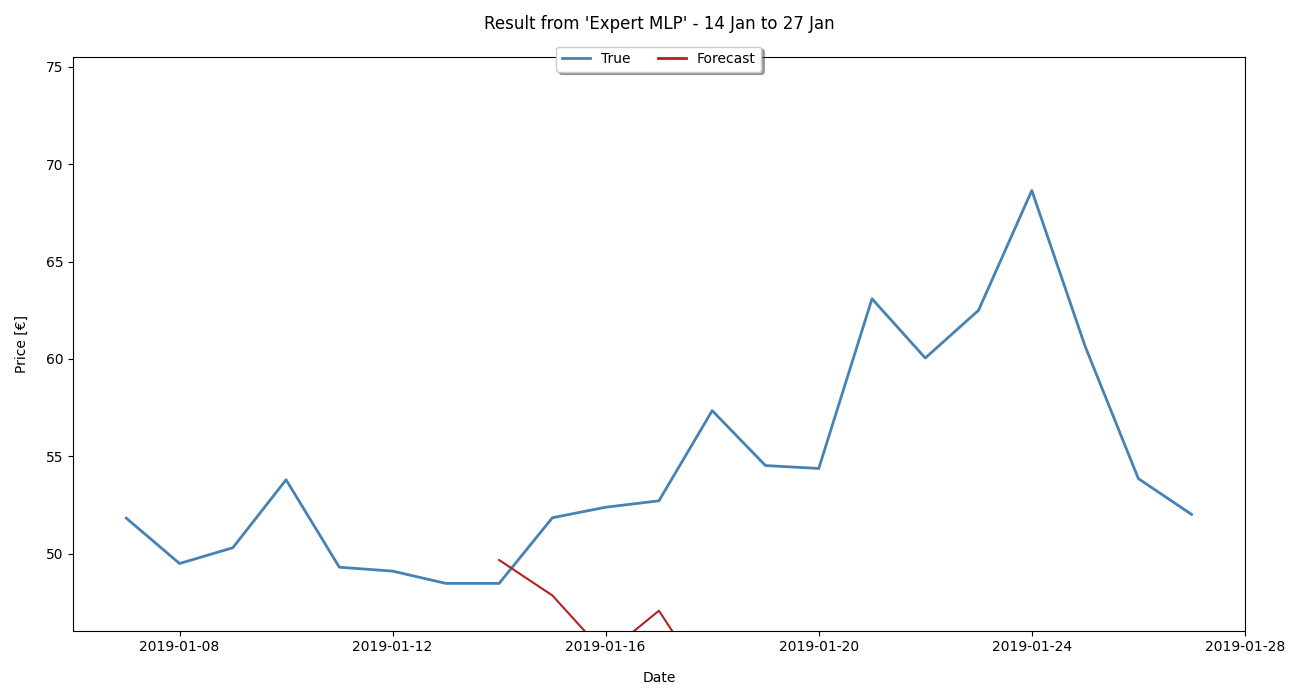 Result from 'Expert MLP' - 14 Jan to 27 Jan
True Forecast
75
70
65
60
55
50
Price [€]
2019-01-08 2019-01-12 2019-01-16 2019-01-20 2019-01-24 2019-01-28
Date